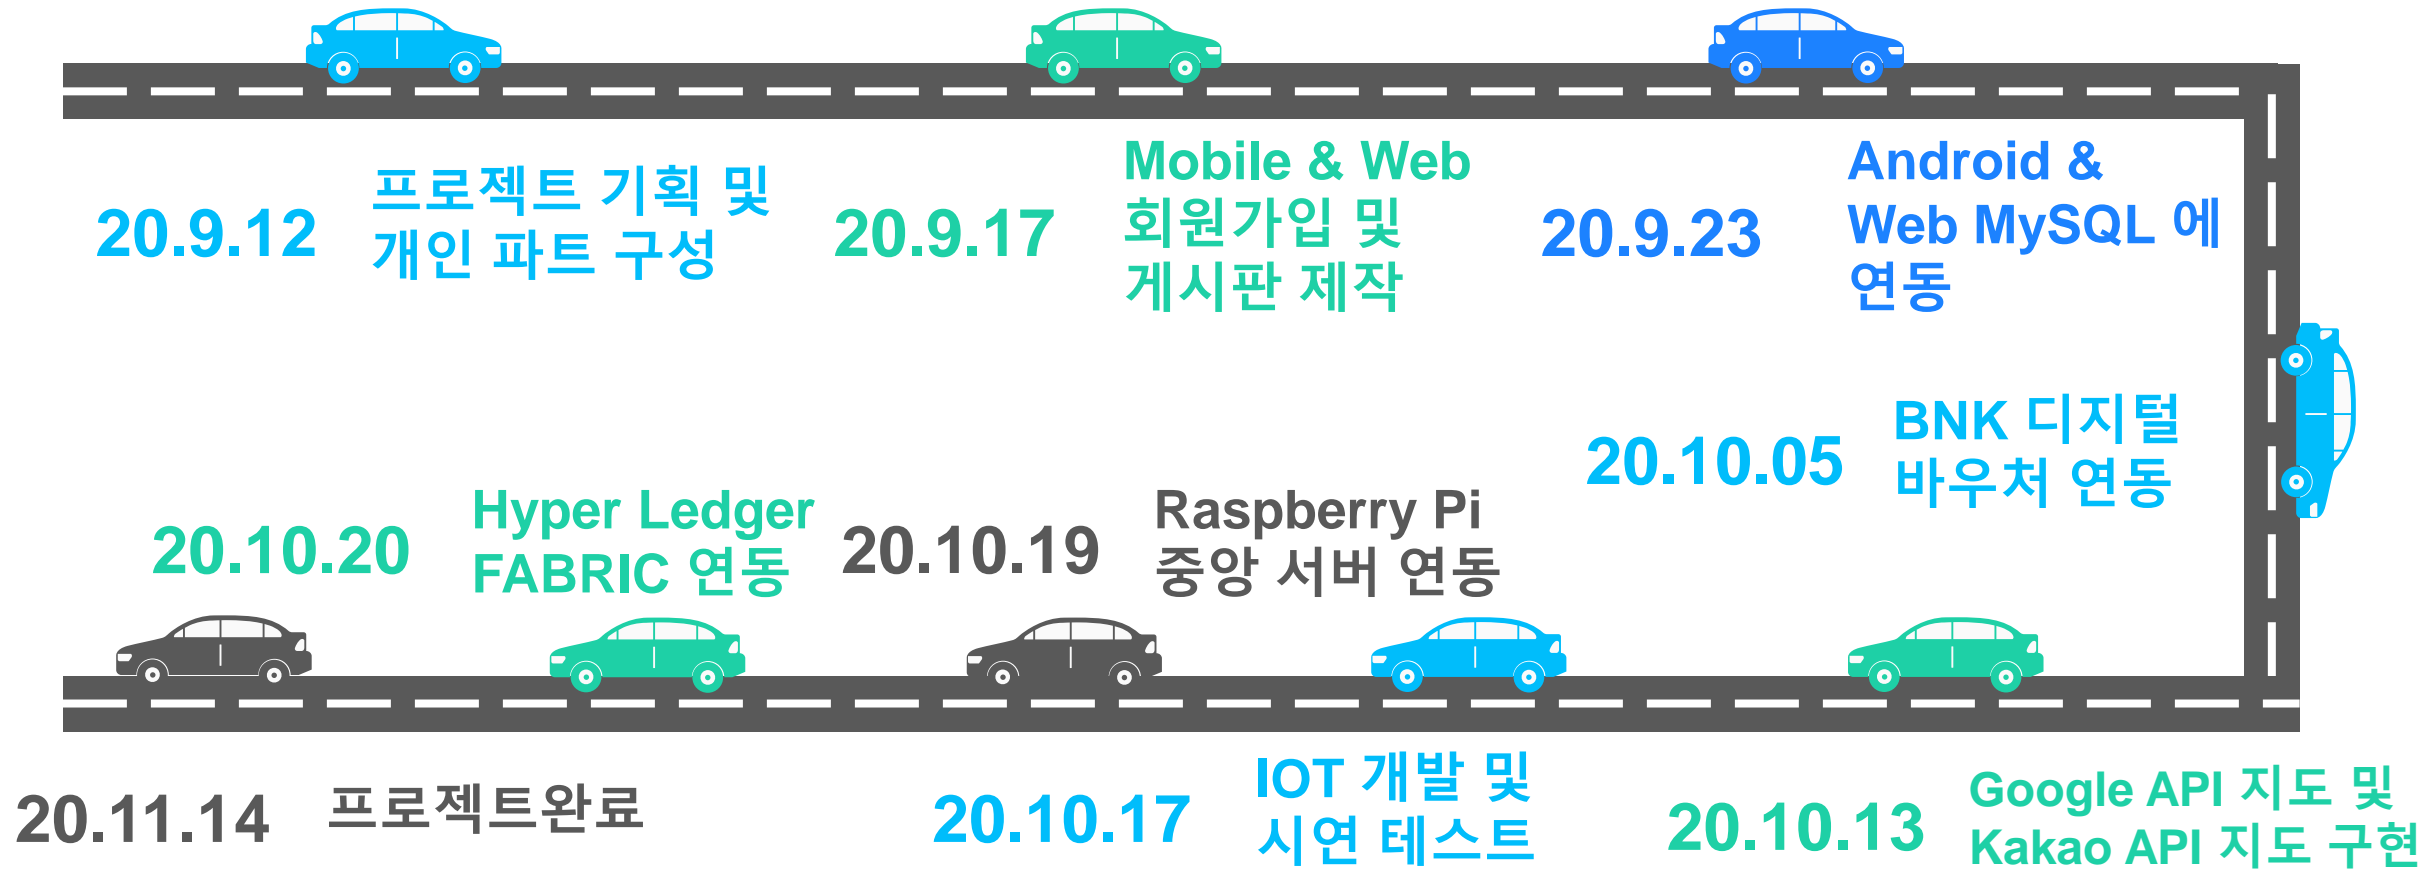 20.9.12
프로젝트 기획 및
개인 파트 구성
20.9.17
Mobile & Web
회원가입 및
게시판 제작
20.9.23
Android &
Web MySQL 에
연동
20.10.05
BNK 디지털
바우처 연동
20.10.13
Google API 지도 및
Kakao API 지도 구현
20.10.17
IOT 개발 및
시연 테스트
20.10.19
Raspberry Pi
중앙 서버 연동
20.10.20
Hyper Ledger
FABRIC 연동
20.11.14
프로젝트완료